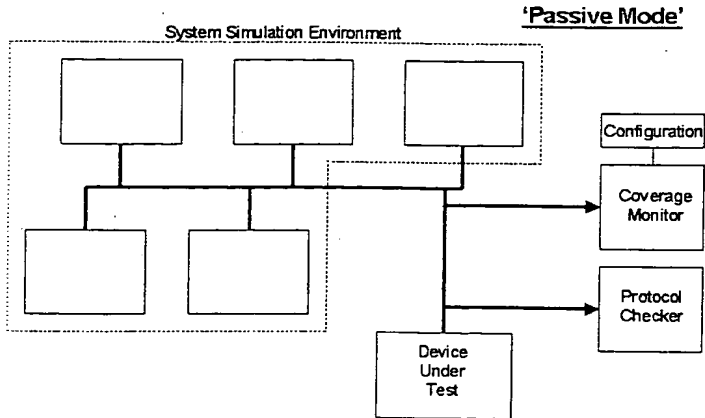 ‘Passive Mode’
System Simulation Environment
Configuration
Coverage
Monitor
Protocol
Checker
Device
Under
Test